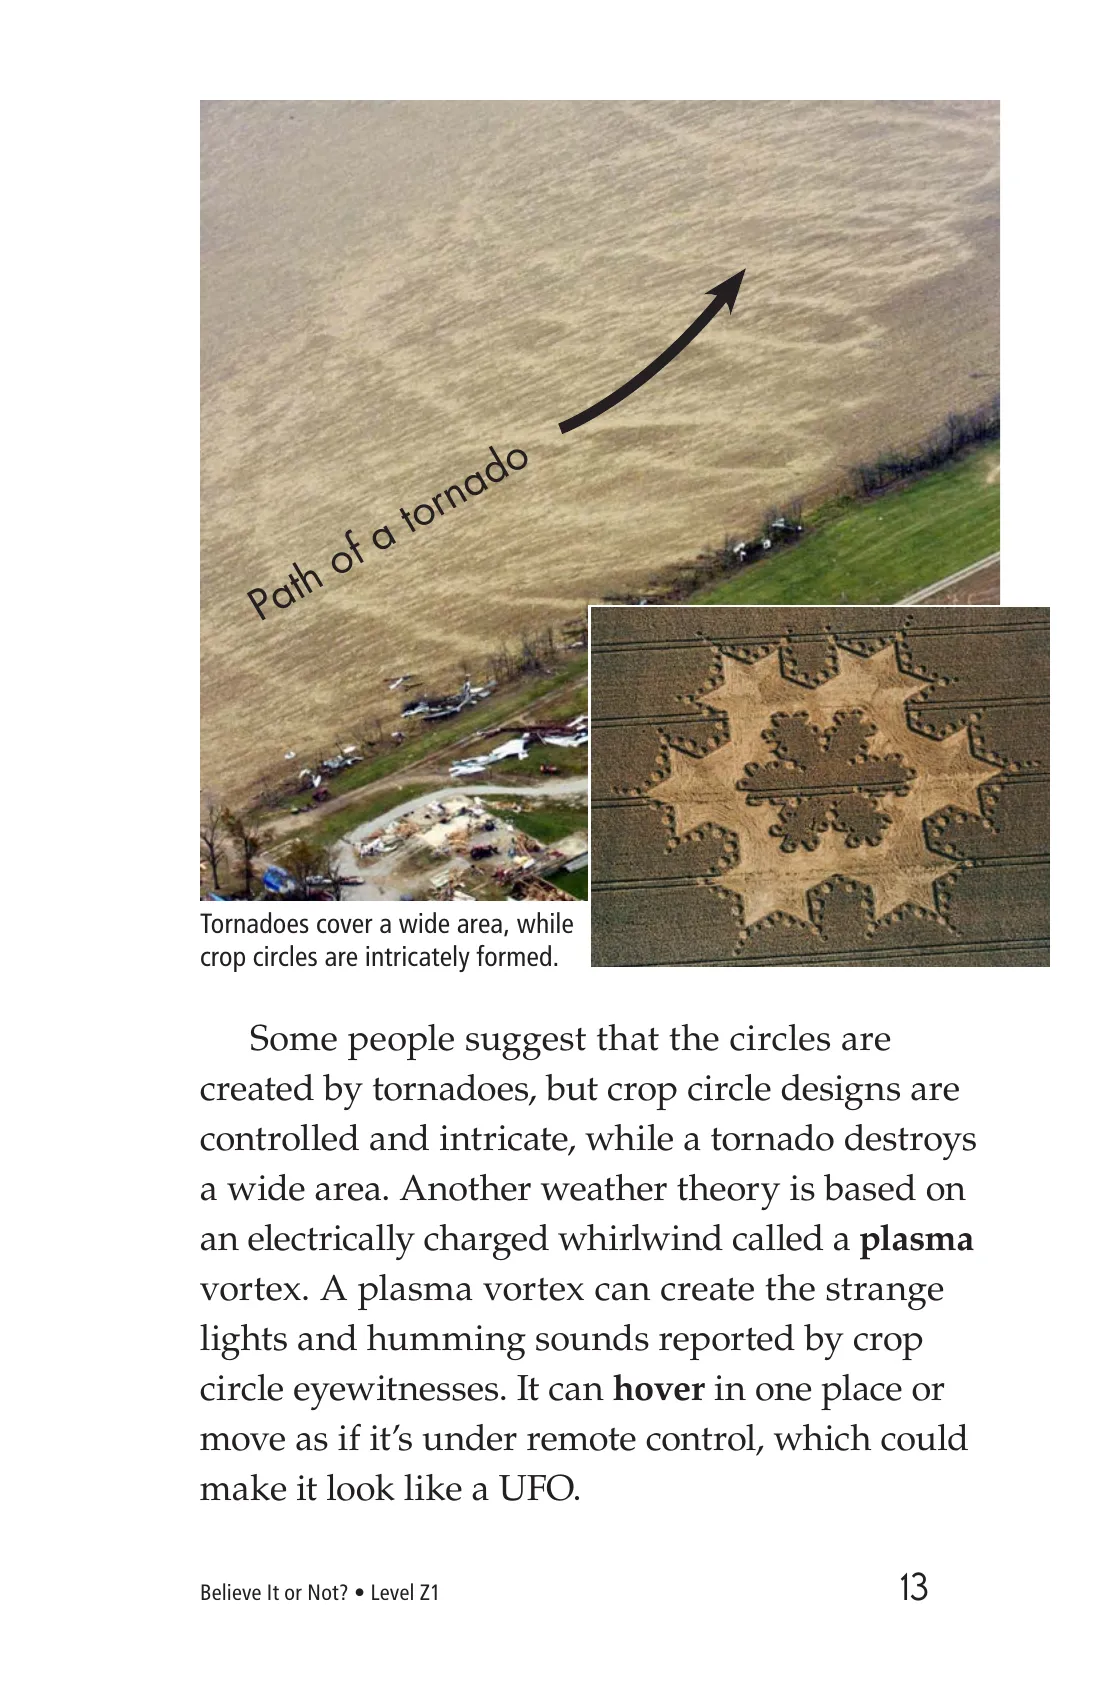 Path of a tornado
Tornadoes cover a wide area, while
crop circles are intricately formed.
Some people suggest that the circles are
created by tornadoes, but crop circle designs are
controlled and intricate, while a tornado destroys
a wide area. Another weather theory is based on
an electrically charged whirlwind called a plasma
vortex. A plasma vortex can create the strange
lights and humming sounds reported by crop
circle eyewitnesses. It can hover in one place or
move as if it’s under remote control, which could
make it look like a UFO.
Believe It or Not? • Level Z1
13